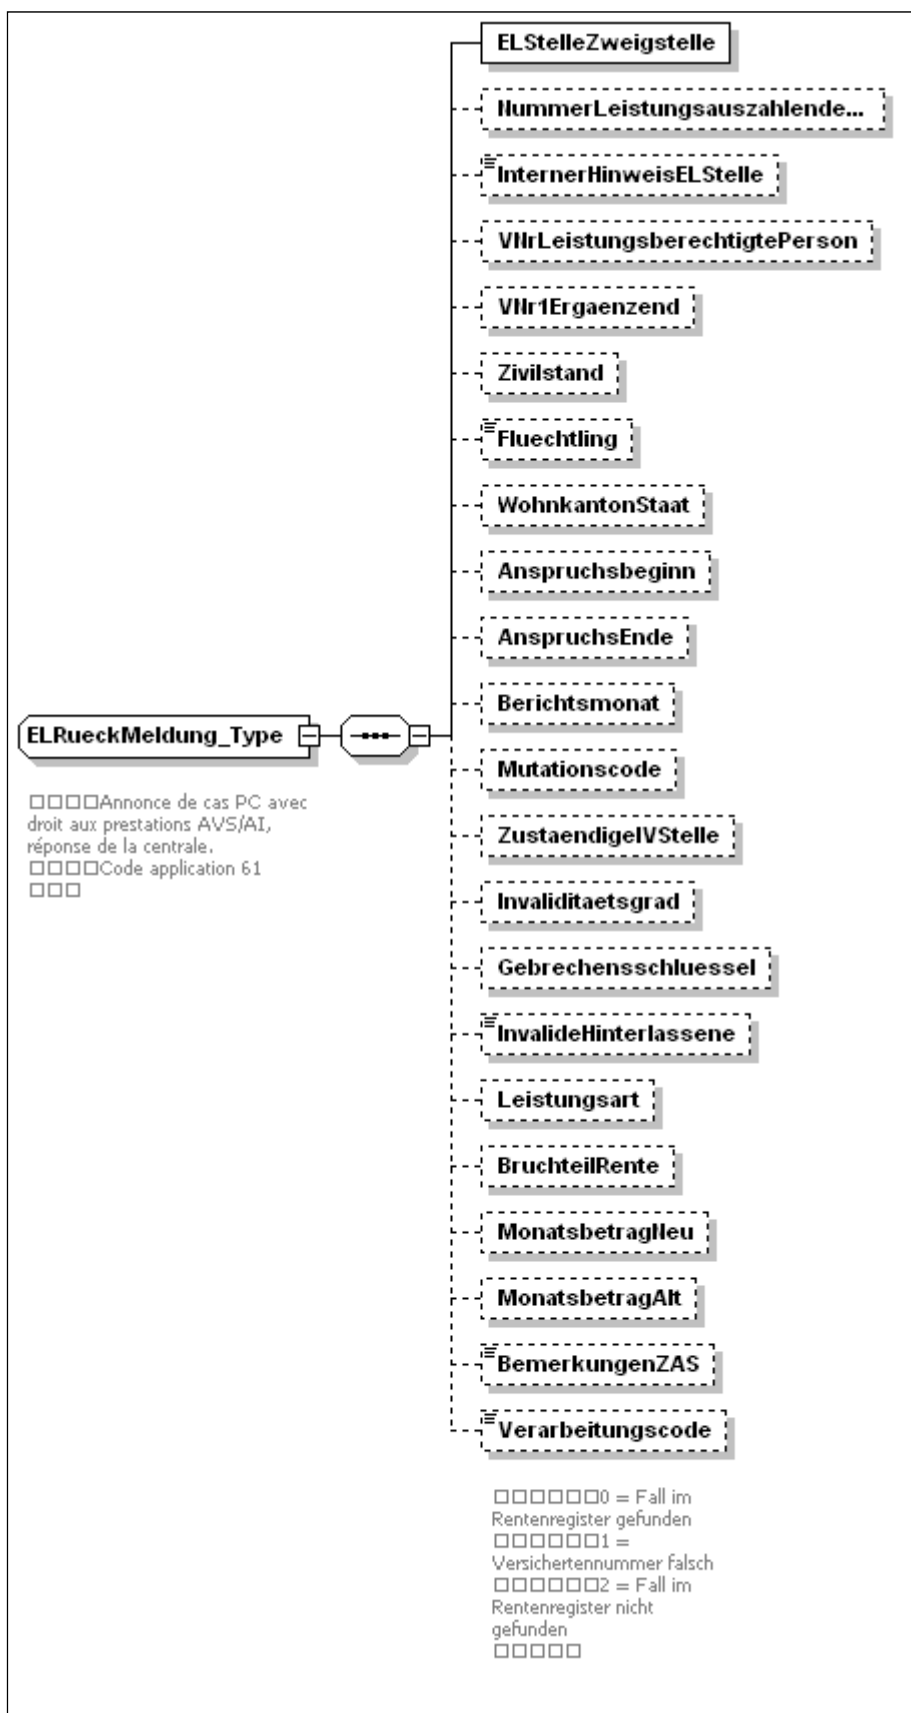 ELStelleZweigstelle
NummerLeistungsauszahlende...
InternerHinweisELStelle
VNrLeistungsberechtigtePerson
VNr1Ergaenzend
Zivilstand
Fluechtling
WohnkantonStaat
Anspruchsbeginn
AnspruchsEnde
Berichtsmonat
ELRueckMeldung_Type
□□□□Annonce de cas PC avec
droit aux prestations AVS/AI,
réponse de la centrale.
□□□□Code application 61
□□□
Mutationscode
ZustaendigeIVStelle
Invaliditaetsgrad
Gebrechensschluessel
InvalideHinterlassene
Leistungsart
BruchteilRente
MonatsbetragNeu
MonatsbetragAlt
BemerkungenZAS
Verarbeitungscode
□□□□□□0 = Fall im
Rentenregister gefunden
□□□□□□1 =
Versichertennummer falsch
□□□□□□2 = Fall im
Rentenregister nicht
gefunden
□□□□□